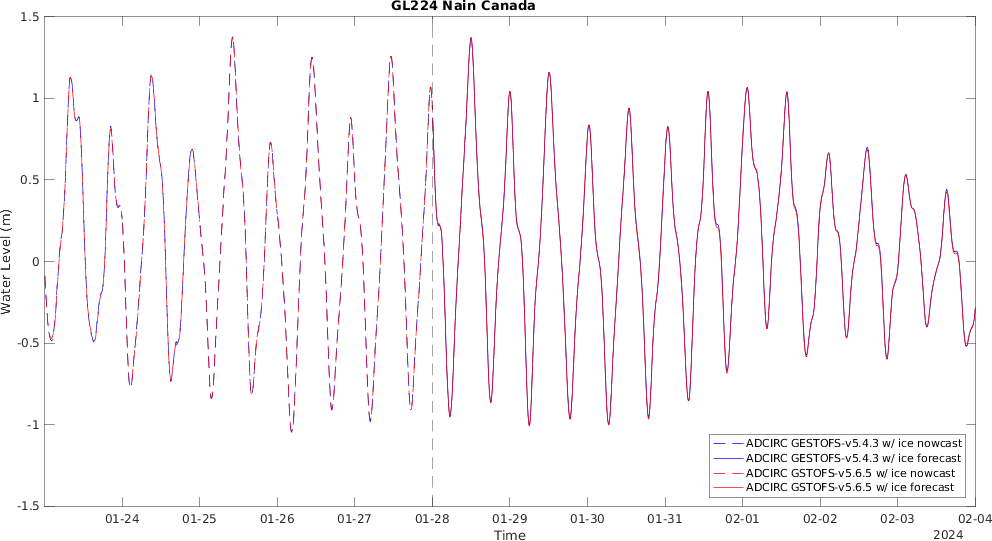 GL224 Nain Canada
1.5
1
0.5
0
-0.5
-1
-1.5
Water Level (m)
ADCIRC GESTOFS-v5.4.3 w/ ice nowcast
ADCIRC GESTOFS-v5.4.3 w/ ice forecast
ADCIRC GSTOFS-v5.6.5 w/ ice nowcast
ADCIRC GSTOFS-v5.6.5 w/ ice forecast
01-24 01-25 01-26 01-27 01-28 01-29 01-30 01-31 02-01 02-02 02-03 02-04
Time
2024